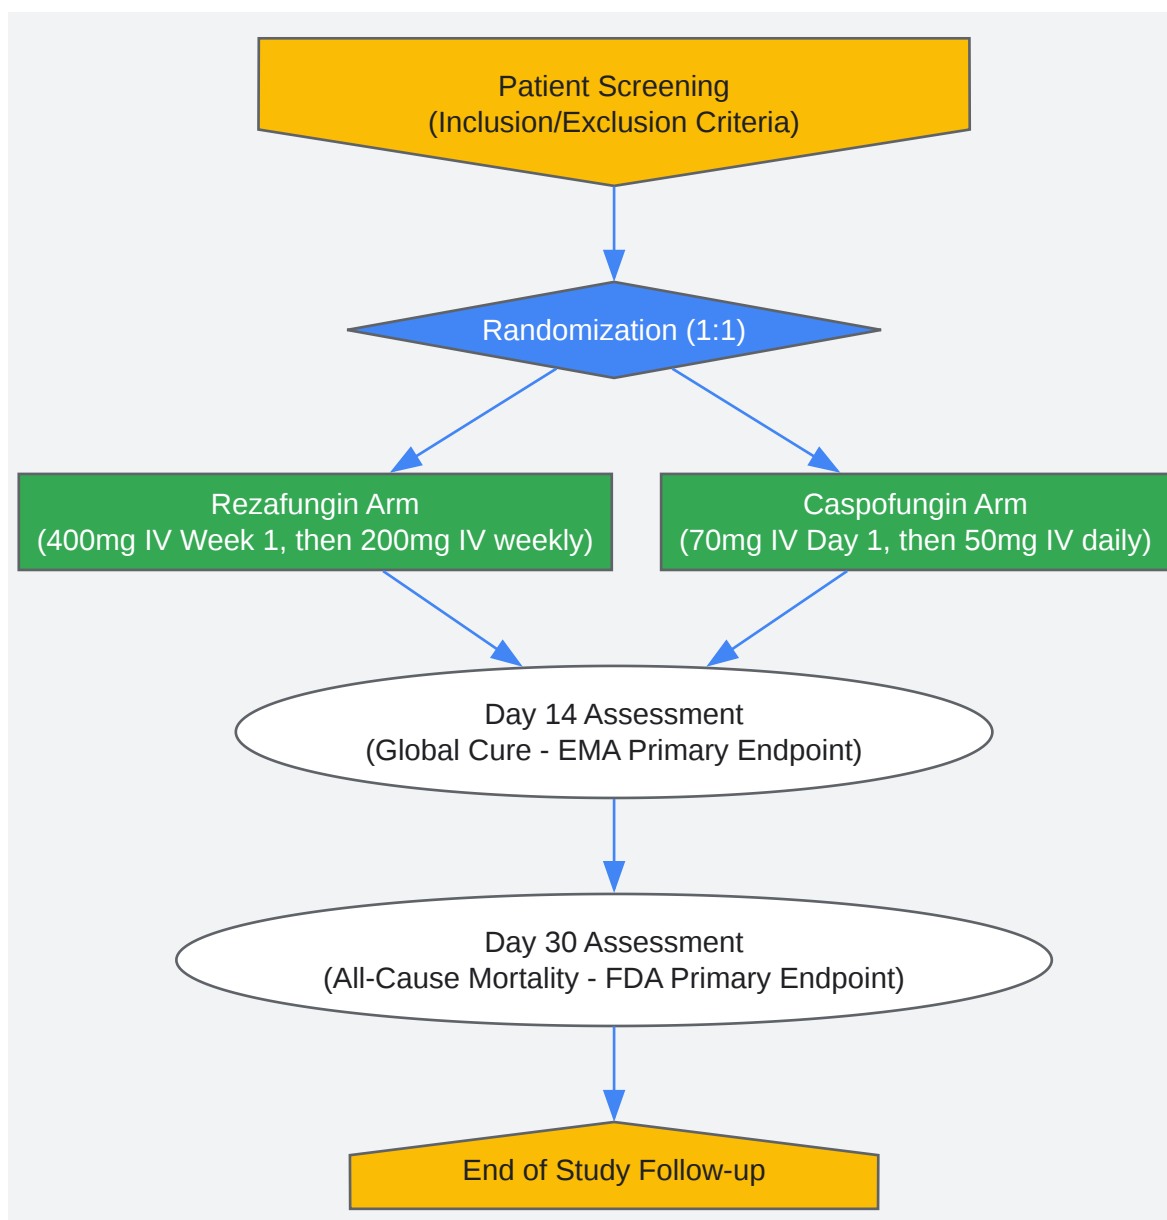 Patient Screening
(Inclusion/Exclusion Criteria)
Randomization (1:1)
Rezafungin Arm
(400mg IV Week 1, then 200mg IV weekly)
Caspofungin Arm
(70mg IV Day 1, then 50mg IV daily)
Day 14 Assessment
(Global Cure - EMA Primary Endpoint)
Day 30 Assessment
(All-Cause Mortality - FDA Primary Endpoint)
End of Study Follow-up